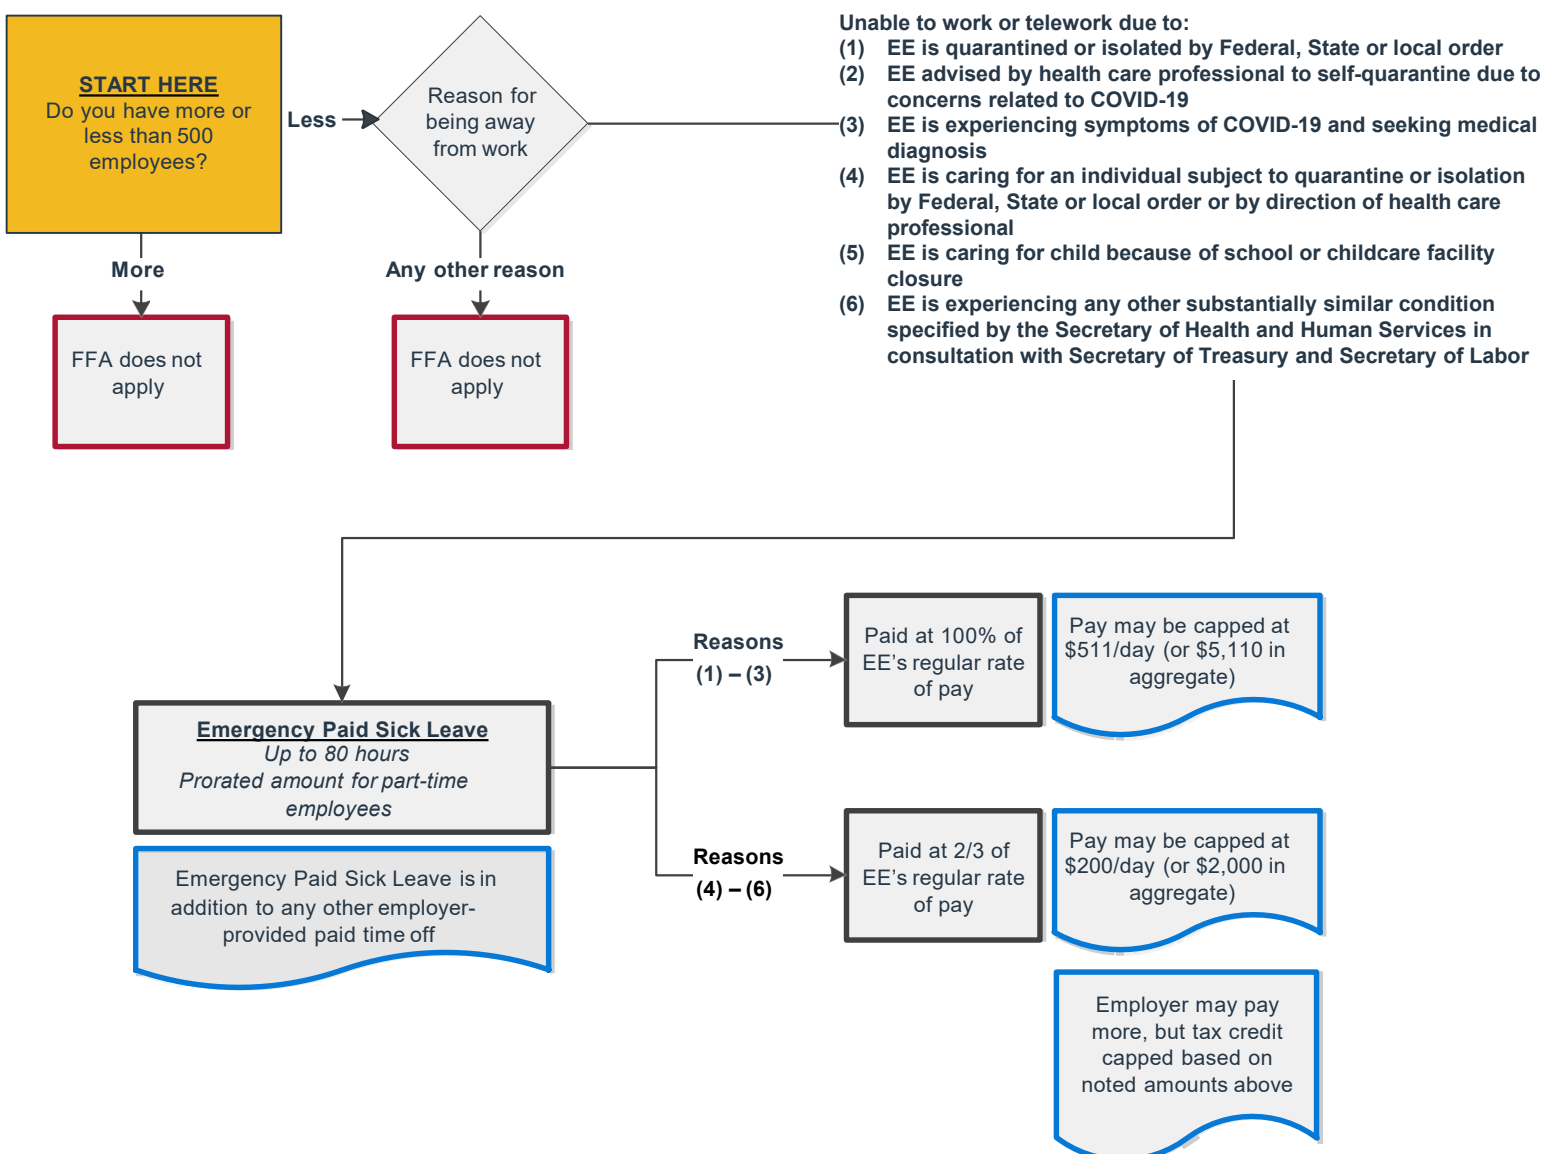 START HERE
Do you have more or
less than 500
employees?
Less
Reason for
being away
from work
Unable to work or telework due to:
(1) EE is quarantined or isolated by Federal, State or local order
(2) EE advised by health care professional to self-quarantine due to
concerns related to COVID-19
(3) EE is experiencing symptoms of COVID-19 and seeking medical
diagnosis
(4) EE is caring for an individual subject to quarantine or isolation
by Federal, State or local order or by direction of health care
professional
(5) EE is caring for child because of school or childcare facility
closure
(6) EE is experiencing any other substantially similar condition
specified by the Secretary of Health and Human Services in
consultation with Secretary of Treasury and Secretary of Labor
More
Any other reason
FFA does not
apply
FFA does not
apply
Emergency Paid Sick Leave
Up to 80 hours
Prorated amount for part-time
employees
Emergency Paid Sick Leave is in
addition to any other employer-
provided paid time off
Reasons
(1) – (3)
Paid at 100% of
EE's regular rate
of pay
Pay may be capped at
$511/day (or $5,110 in
aggregate)
Reasons
(4) – (6)
Paid at 2/3 of
EE's regular rate
of pay
Pay may be capped at
$200/day (or $2,000 in
aggregate)
Employer may pay
more, but tax credit
capped based on
noted amounts above